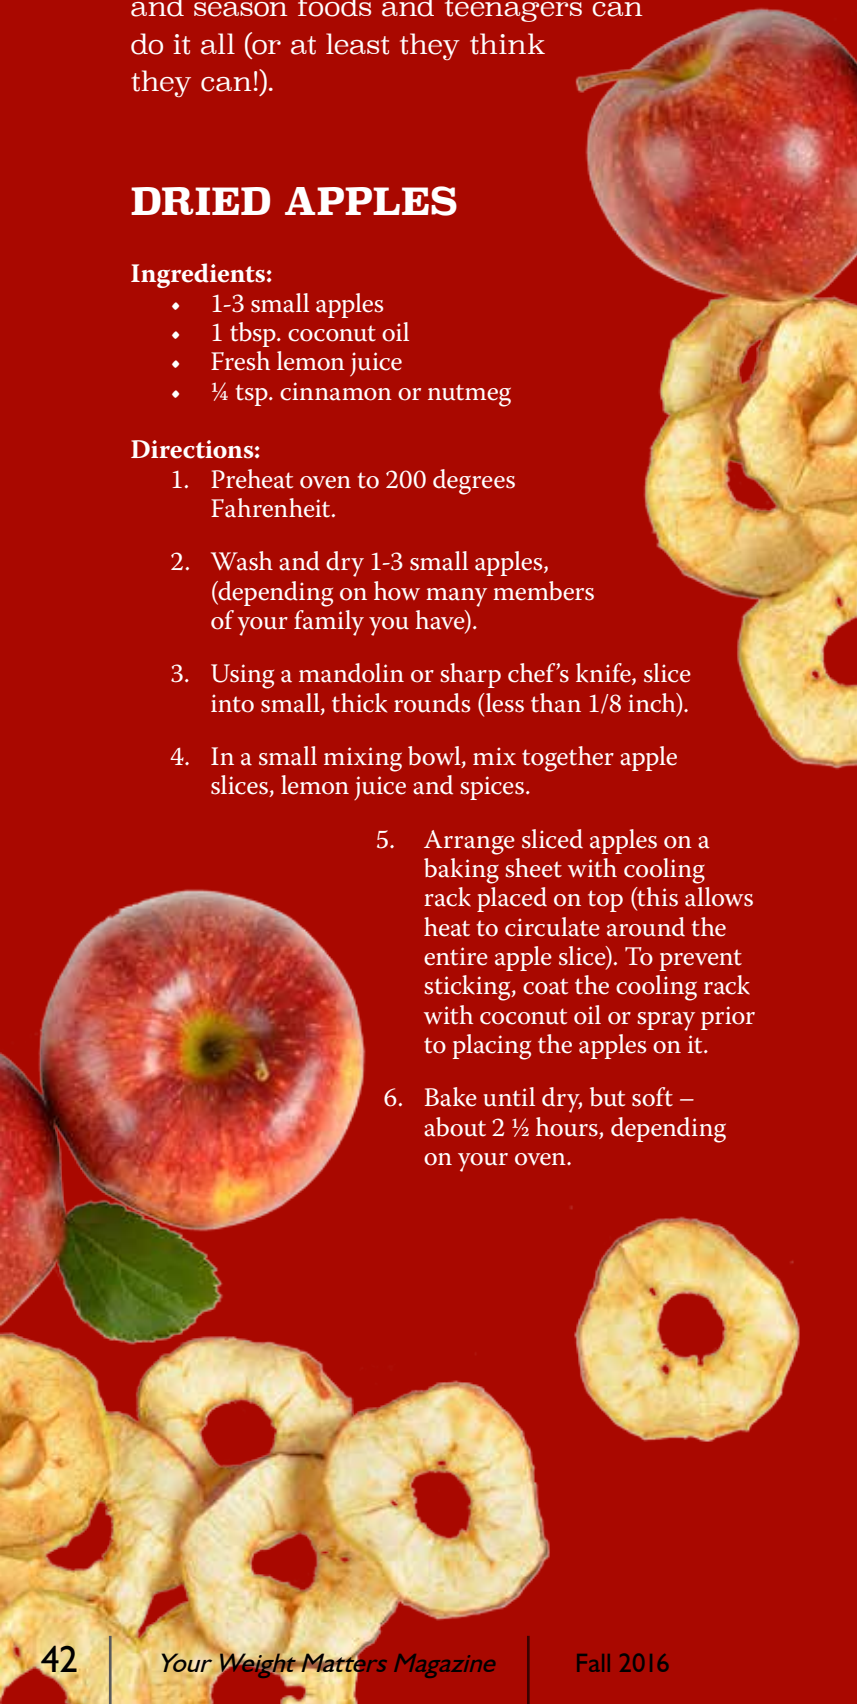 and season foods and teenagers can
do it all (or at least they think
they can!).
DRIED APPLES
Ingredients:
• 1-3 small apples
• 1 tbsp. coconut oil
• Fresh lemon juice
• ¼ tsp. cinnamon or nutmeg
Directions:
1. Preheat oven to 200 degrees
Fahrenheit.
2. Wash and dry 1-3 small apples,
(depending on how many members
of your family you have).
3. Using a mandolin or sharp chef's knife, slice
into small, thick rounds (less than 1/8 inch).
4. In a small mixing bowl, mix together apple
slices, lemon juice and spices.
5. Arrange sliced apples on a
baking sheet with cooling
rack placed on top (this allows
heat to circulate around the
entire apple slice). To prevent
sticking, coat the cooling rack
with coconut oil or spray prior
to placing the apples on it.
6. Bake until dry, but soft –
about 2 ½ hours, depending
on your oven.
42 Your Weight Matters Magazine Fall 2016